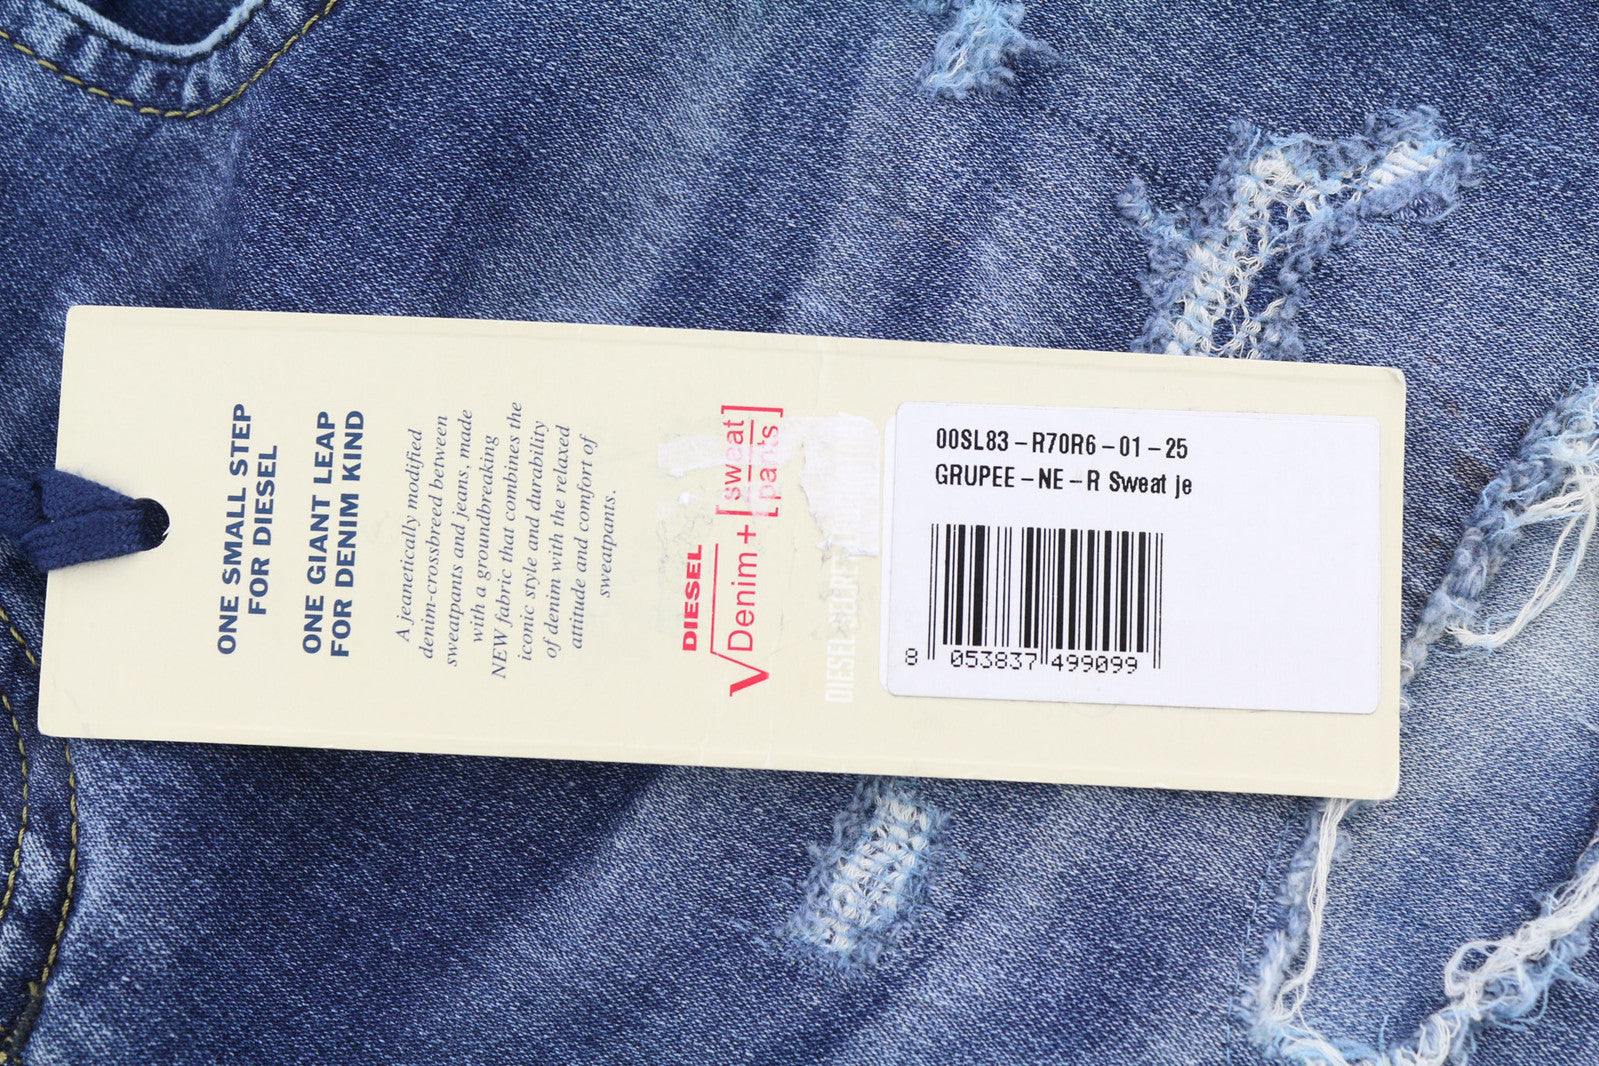 ONE SMALL STEP
FOR DIESEL
ONE GIANT LEAP
FOR DENIM KIND
A jeanetically modified
denim-crossbreed between
sweatpants and jeans, made
with a groundbreaking
NEW fabric that combines the
iconic style and durability
of denim with the relaxed
attitude and comfort of
sweatpants.
DIESEL
√Denim+[sweat pants]
DIESEL
00SL83-R70R6-01-25
GRUPEE-NE-R Sweat je
8 053837 499099